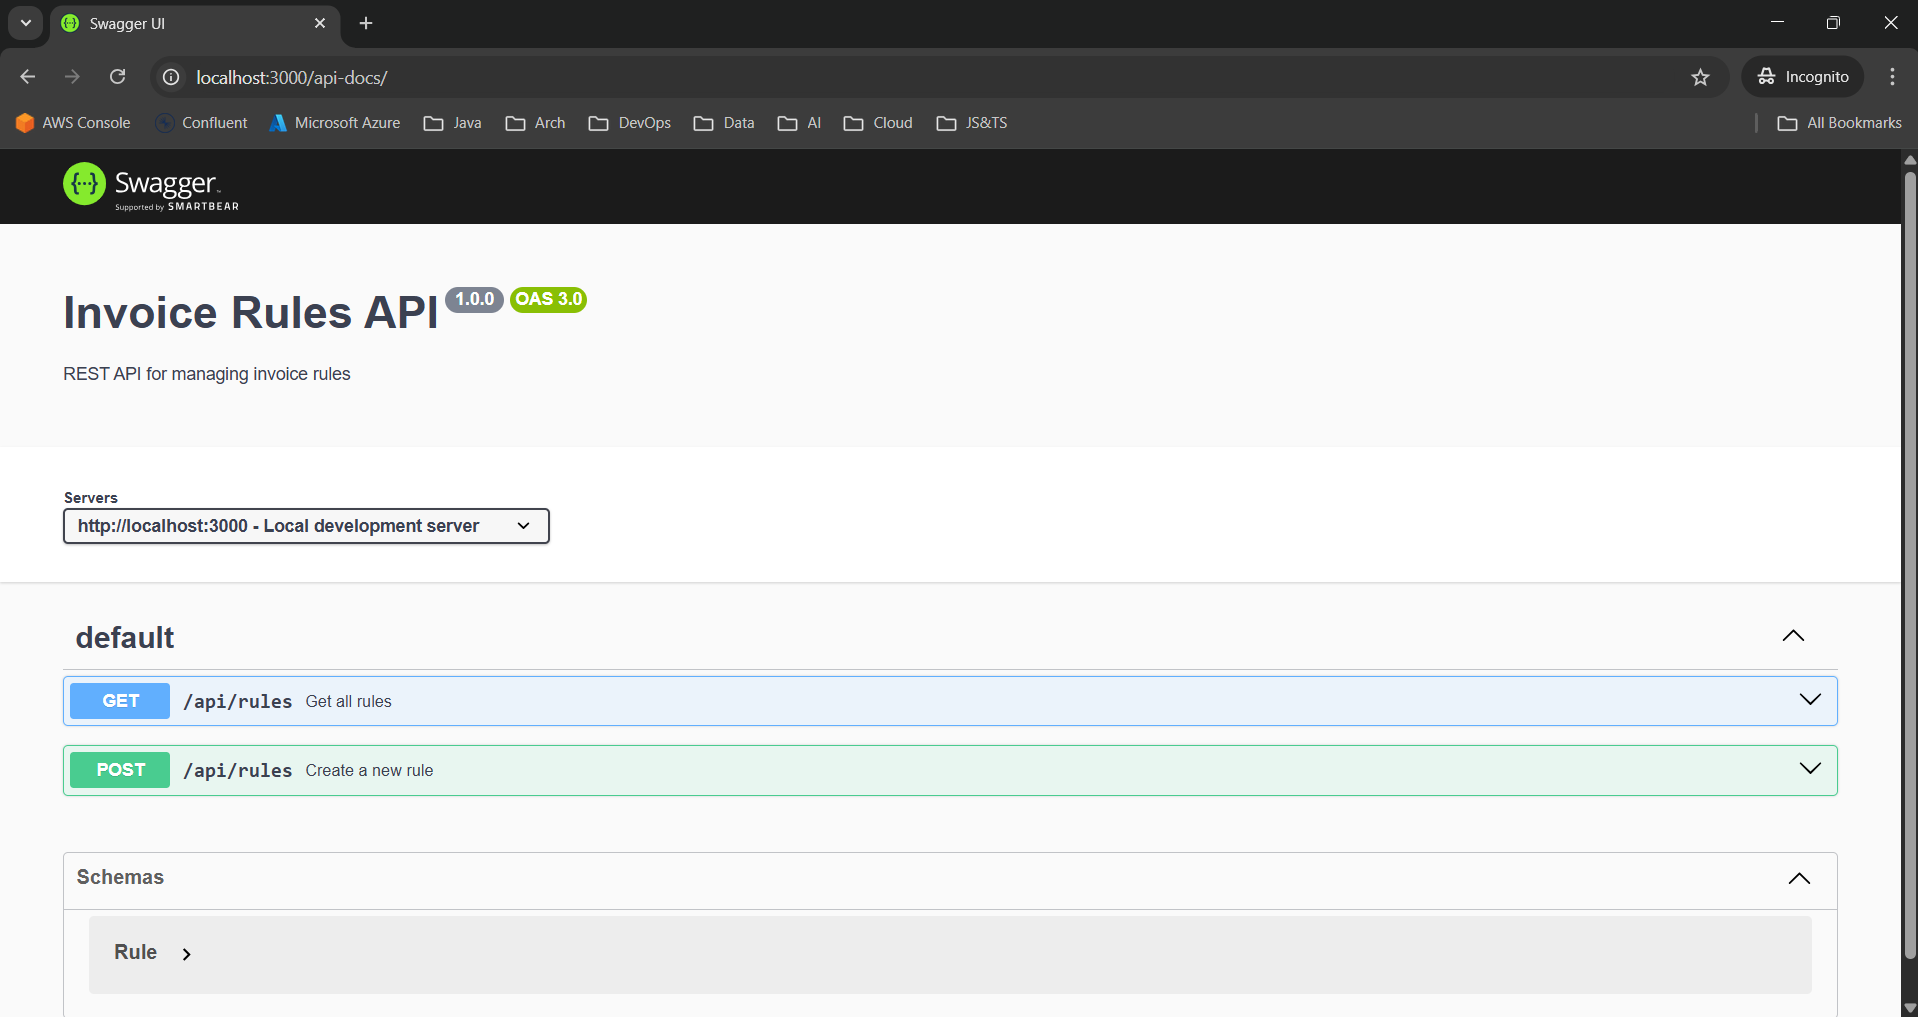 Swagger UI
localhost:3000/api-docs/
Incognito
AWS Console
Confluent
Microsoft Azure
Java
Arch
DevOps
Data
AI
Cloud
JS&TS
All Bookmarks
{...} Swagger™
Supported by SMARTBEAR
Invoice Rules API 1.0.0 OAS 3.0
REST API for managing invoice rules
Servers
http://localhost:3000 - Local development server
default
GET /api/rules Get all rules
POST /api/rules Create a new rule
Schemas
Rule